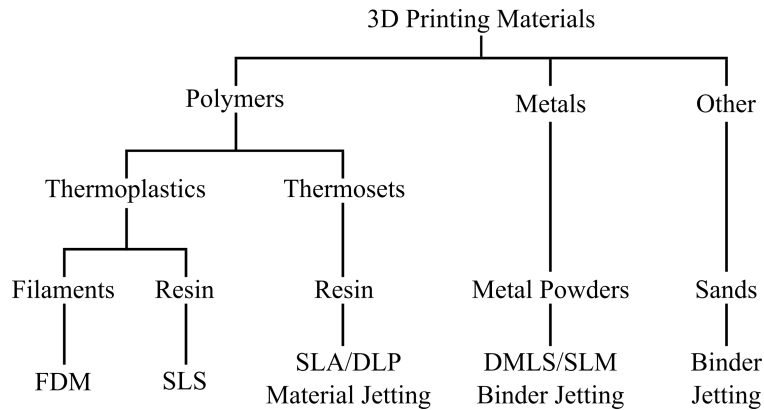 3D Printing Materials
Polymers Metals Other
Thermoplastics Thermosets
Filaments Resin Resin Metal Powders Sands
FDM SLS SLA/DLP DMLS/SLM Binder
Material Jetting Binder Jetting Jetting